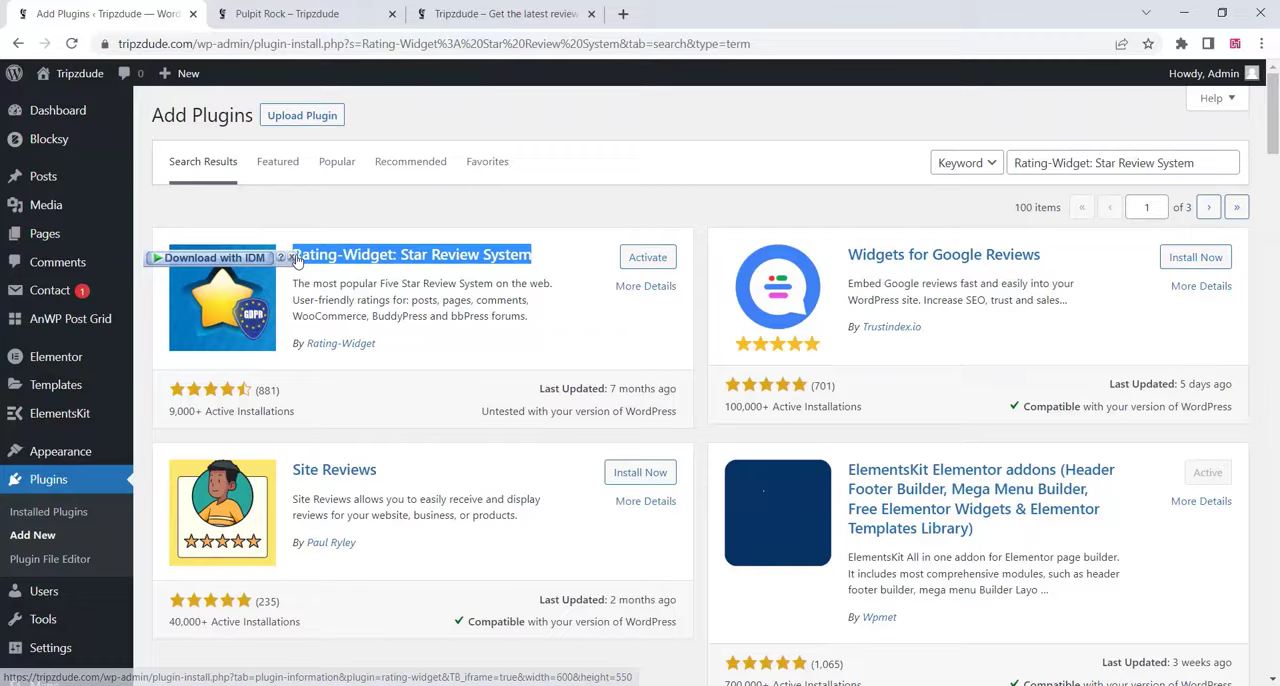 Add Plugins ‹ Tripzdude — Word
Pulpit Rock – Tripzdude
Tripzdude – Get the latest review
tripzdude.com/wp-admin/plugin-install.php?s=Rating-Widget%3A%20Star%20Review%20System&tab=search&type=term
Tripzdude
0
New
Howdy, Admin
Dashboard
Blocksy
Posts
Media
Pages
Comments
Contact 1
AnWP Post Grid
Elementor
Templates
ElementsKit
Appearance
Plugins
Installed Plugins
Add New
Plugin File Editor
Users
Tools
Settings
Add Plugins
Upload Plugin
Help
Search Results
Featured
Popular
Recommended
Favorites
Keyword
Rating-Widget: Star Review System
100 items
«
‹
1
of 3
›
»
Download with IDM
Rating-Widget: Star Review System
The most popular Five Star Review System on the web.
User-friendly ratings for: posts, pages, comments,
WooCommerce, BuddyPress and bbPress forums.
By Rating-Widget
GDPR
Activate
More Details
(881)
9,000+ Active Installations
Last Updated: 7 months ago
Untested with your version of WordPress
Widgets for Google Reviews
Embed Google reviews fast and easily into your
WordPress site. Increase SEO, trust and sales...
By Trustindex.io
Install Now
More Details
(701)
100,000+ Active Installations
Last Updated: 5 days ago
Compatible with your version of WordPress
Site Reviews
Site Reviews allows you to easily receive and display
reviews for your website, business, or products.
By Paul Ryley
Install Now
More Details
(235)
40,000+ Active Installations
Last Updated: 2 months ago
Compatible with your version of WordPress
ElementsKit Elementor addons (Header
Footer Builder, Mega Menu Builder,
Free Elementor Widgets & Elementor
Templates Library)
ElementsKit All in one addon for Elementor page builder.
It includes most comprehensive modules, such as header
footer builder, mega menu Builder Layo ...
By Wpmet
Active
More Details
(1,065)
700,000+ Active Installations
Last Updated: 3 weeks ago
Compatible with your version of WordPress
https://tripzdude.com/wp-admin/plugin-install.php?tab=plugin-information&plugin=rating-widget&TB_iframe=true&width=600&height=550